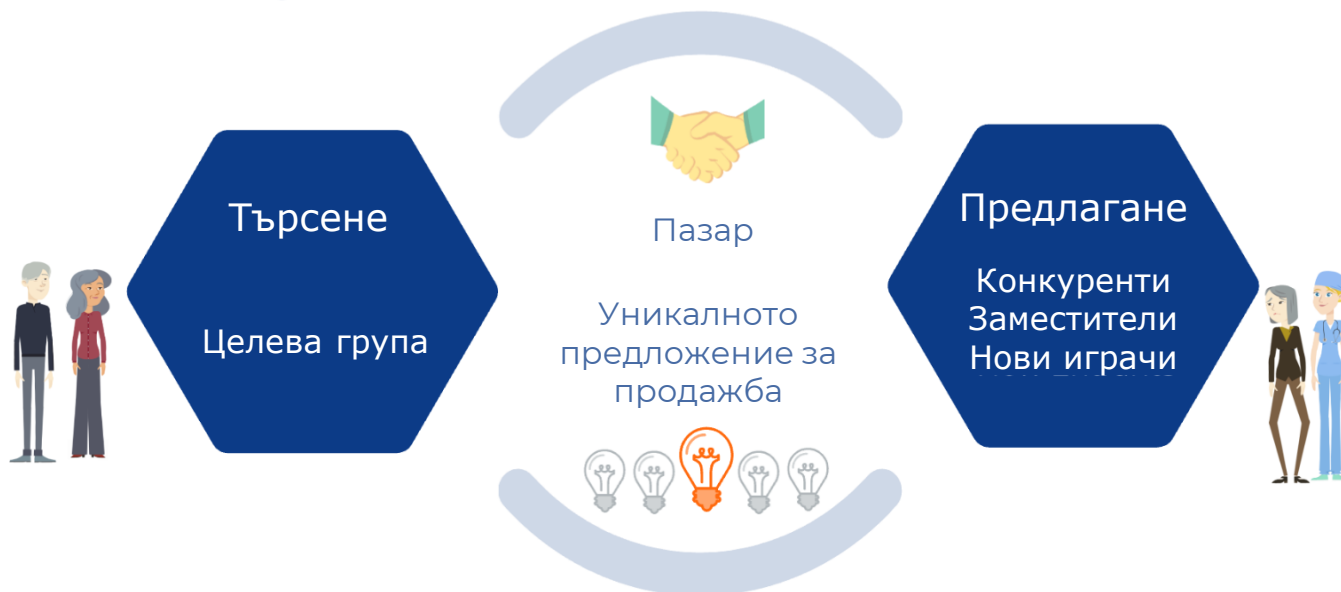 Търсене
Целева група
Пазар
Уникалното
предложение за
продажба
Предлагане
Конкуренти
Заместители
Нови играчи